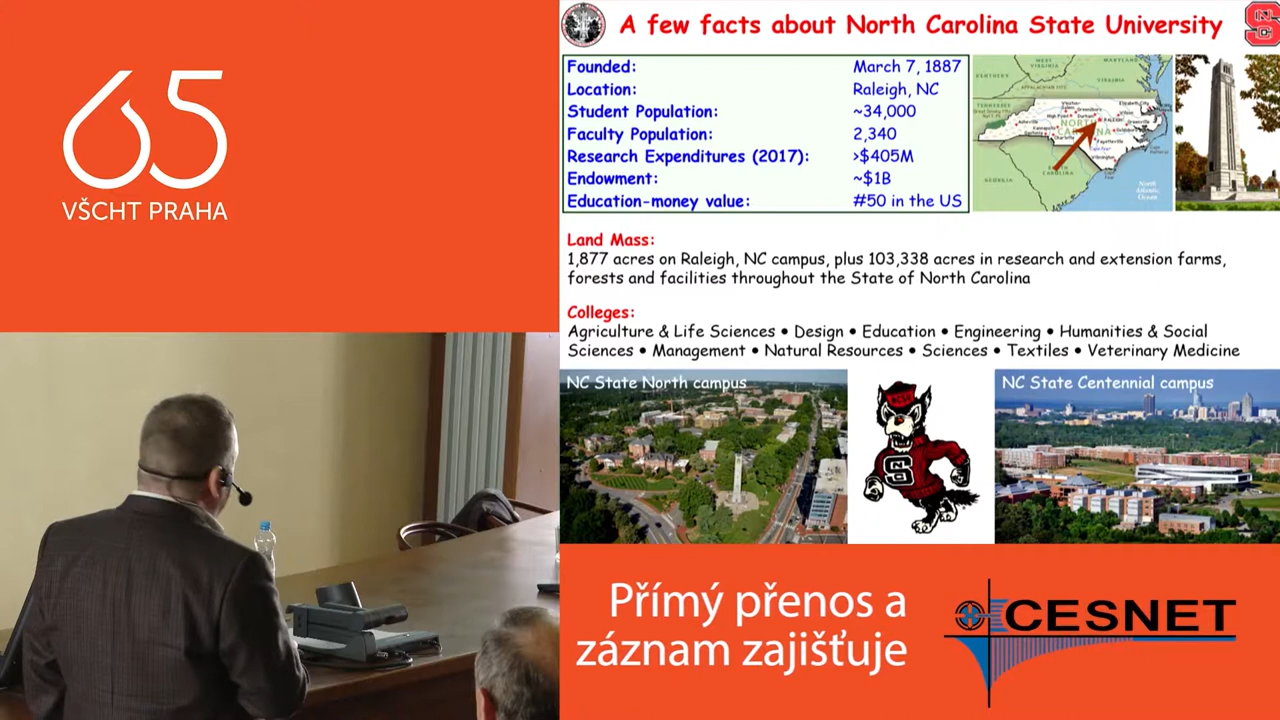 65
VŠCHT PRAHA
A few facts about North Carolina State University
Founded: March 7, 1887
Location: Raleigh, NC
Student Population: ~34,000
Faculty Population: 2,340
Research Expenditures (2017): >$405M
Endowment: ~$1B
Education-money value: #50 in the US
Land Mass:
1,877 acres on Raleigh, NC campus, plus 103,338 acres in research and extension farms,
forests and facilities throughout the State of North Carolina
Colleges:
Agriculture & Life Sciences • Design • Education • Engineering • Humanities & Social
Sciences • Management • Natural Resources • Sciences • Textiles • Veterinary Medicine
NC State North campus
NC State Centennial campus
Přímý přenos a
záznam zajišťuje
CESNET